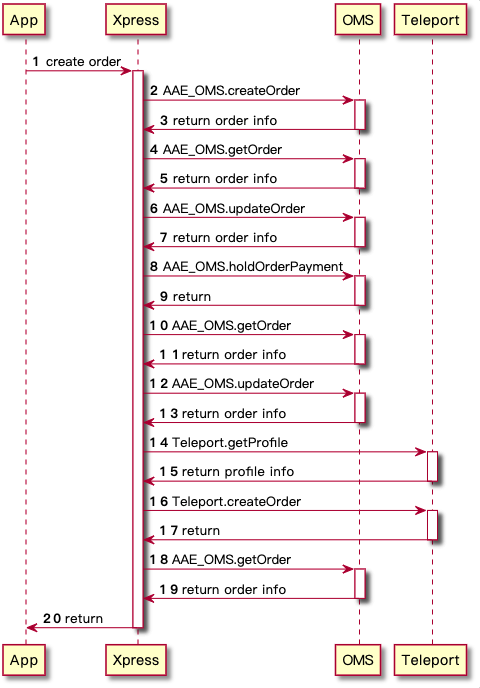 App Xpress OMS Teleport
1 create order
2 AAE_OMS.createOrder
3 return order info
4 AAE_OMS.getOrder
5 return order info
6 AAE_OMS.updateOrder
7 return order info
8 AAE_OMS.holdOrderPayment
9 return
10 AAE_OMS.getOrder
11 return order info
12 AAE_OMS.updateOrder
13 return order info
14 Teleport.getProfile
15 return profile info
16 Teleport.createOrder
17 return
18 AAE_OMS.getOrder
19 return order info
20 return
App Xpress OMS Teleport